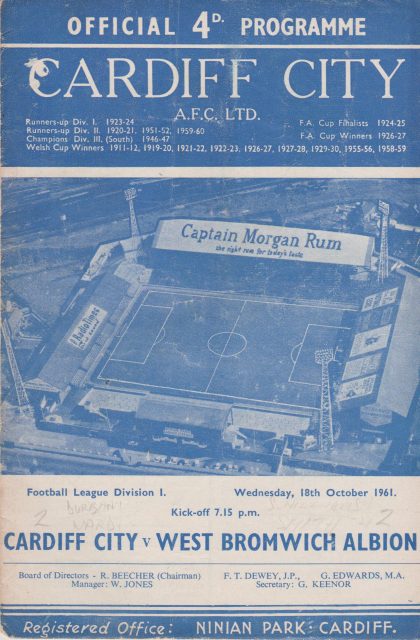 OFFICIAL 4D. PROGRAMME
CARDIFF CITY
A.F.C. LTD.
Runners-up Div. I. 1923-24
Runners-up Div. II. 1920-21, 1951-52, 1959-60
Champions Div. III, (South) 1946-47
F.A. Cup Finalists 1924-25
F.A. Cup Winners 1926-27
Welsh Cup Winners 1911-12, 1919-20, 1921-22, 1922-23, 1926-27, 1927-28, 1929-30, 1955-56, 1958-59
Captain Morgan Rum
the right rum for today's taste
Football League Division I.
Wednesday, 18th October 1961.
Kick-off 7.15 p.m.
2
2
CARDIFF CITY v WEST BROMWICH ALBION
Board of Directors - R. BEECHER (Chairman)
F. T. DEWEY, J.P.,
G. EDWARDS, M.A.
Manager: W. JONES
Secretary: G. KEENOR
Registered Office: NINIAN PARK: CARDIFF.